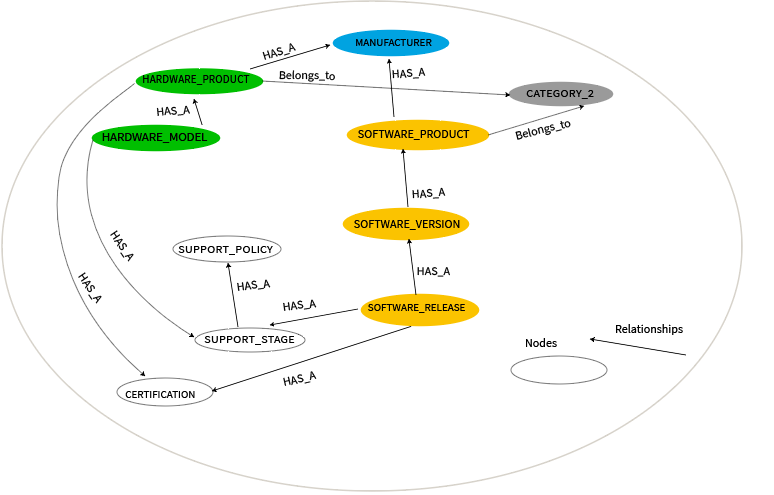 MANUFACTURER
HAS_A
HARDWARE_PRODUCT
Belongs_to
HAS_A
CATEGORY_2
HAS_A
HARDWARE_MODEL
SOFTWARE_PRODUCT
Belongs_to
HAS_A
SOFTWARE_VERSION
HAS_A
SUPPORT_POLICY
HAS_A
HAS_A
HAS_A
HAS_A
SOFTWARE_RELEASE
SUPPORT_STAGE
Relationships
Nodes
HAS_A
CERTIFICATION